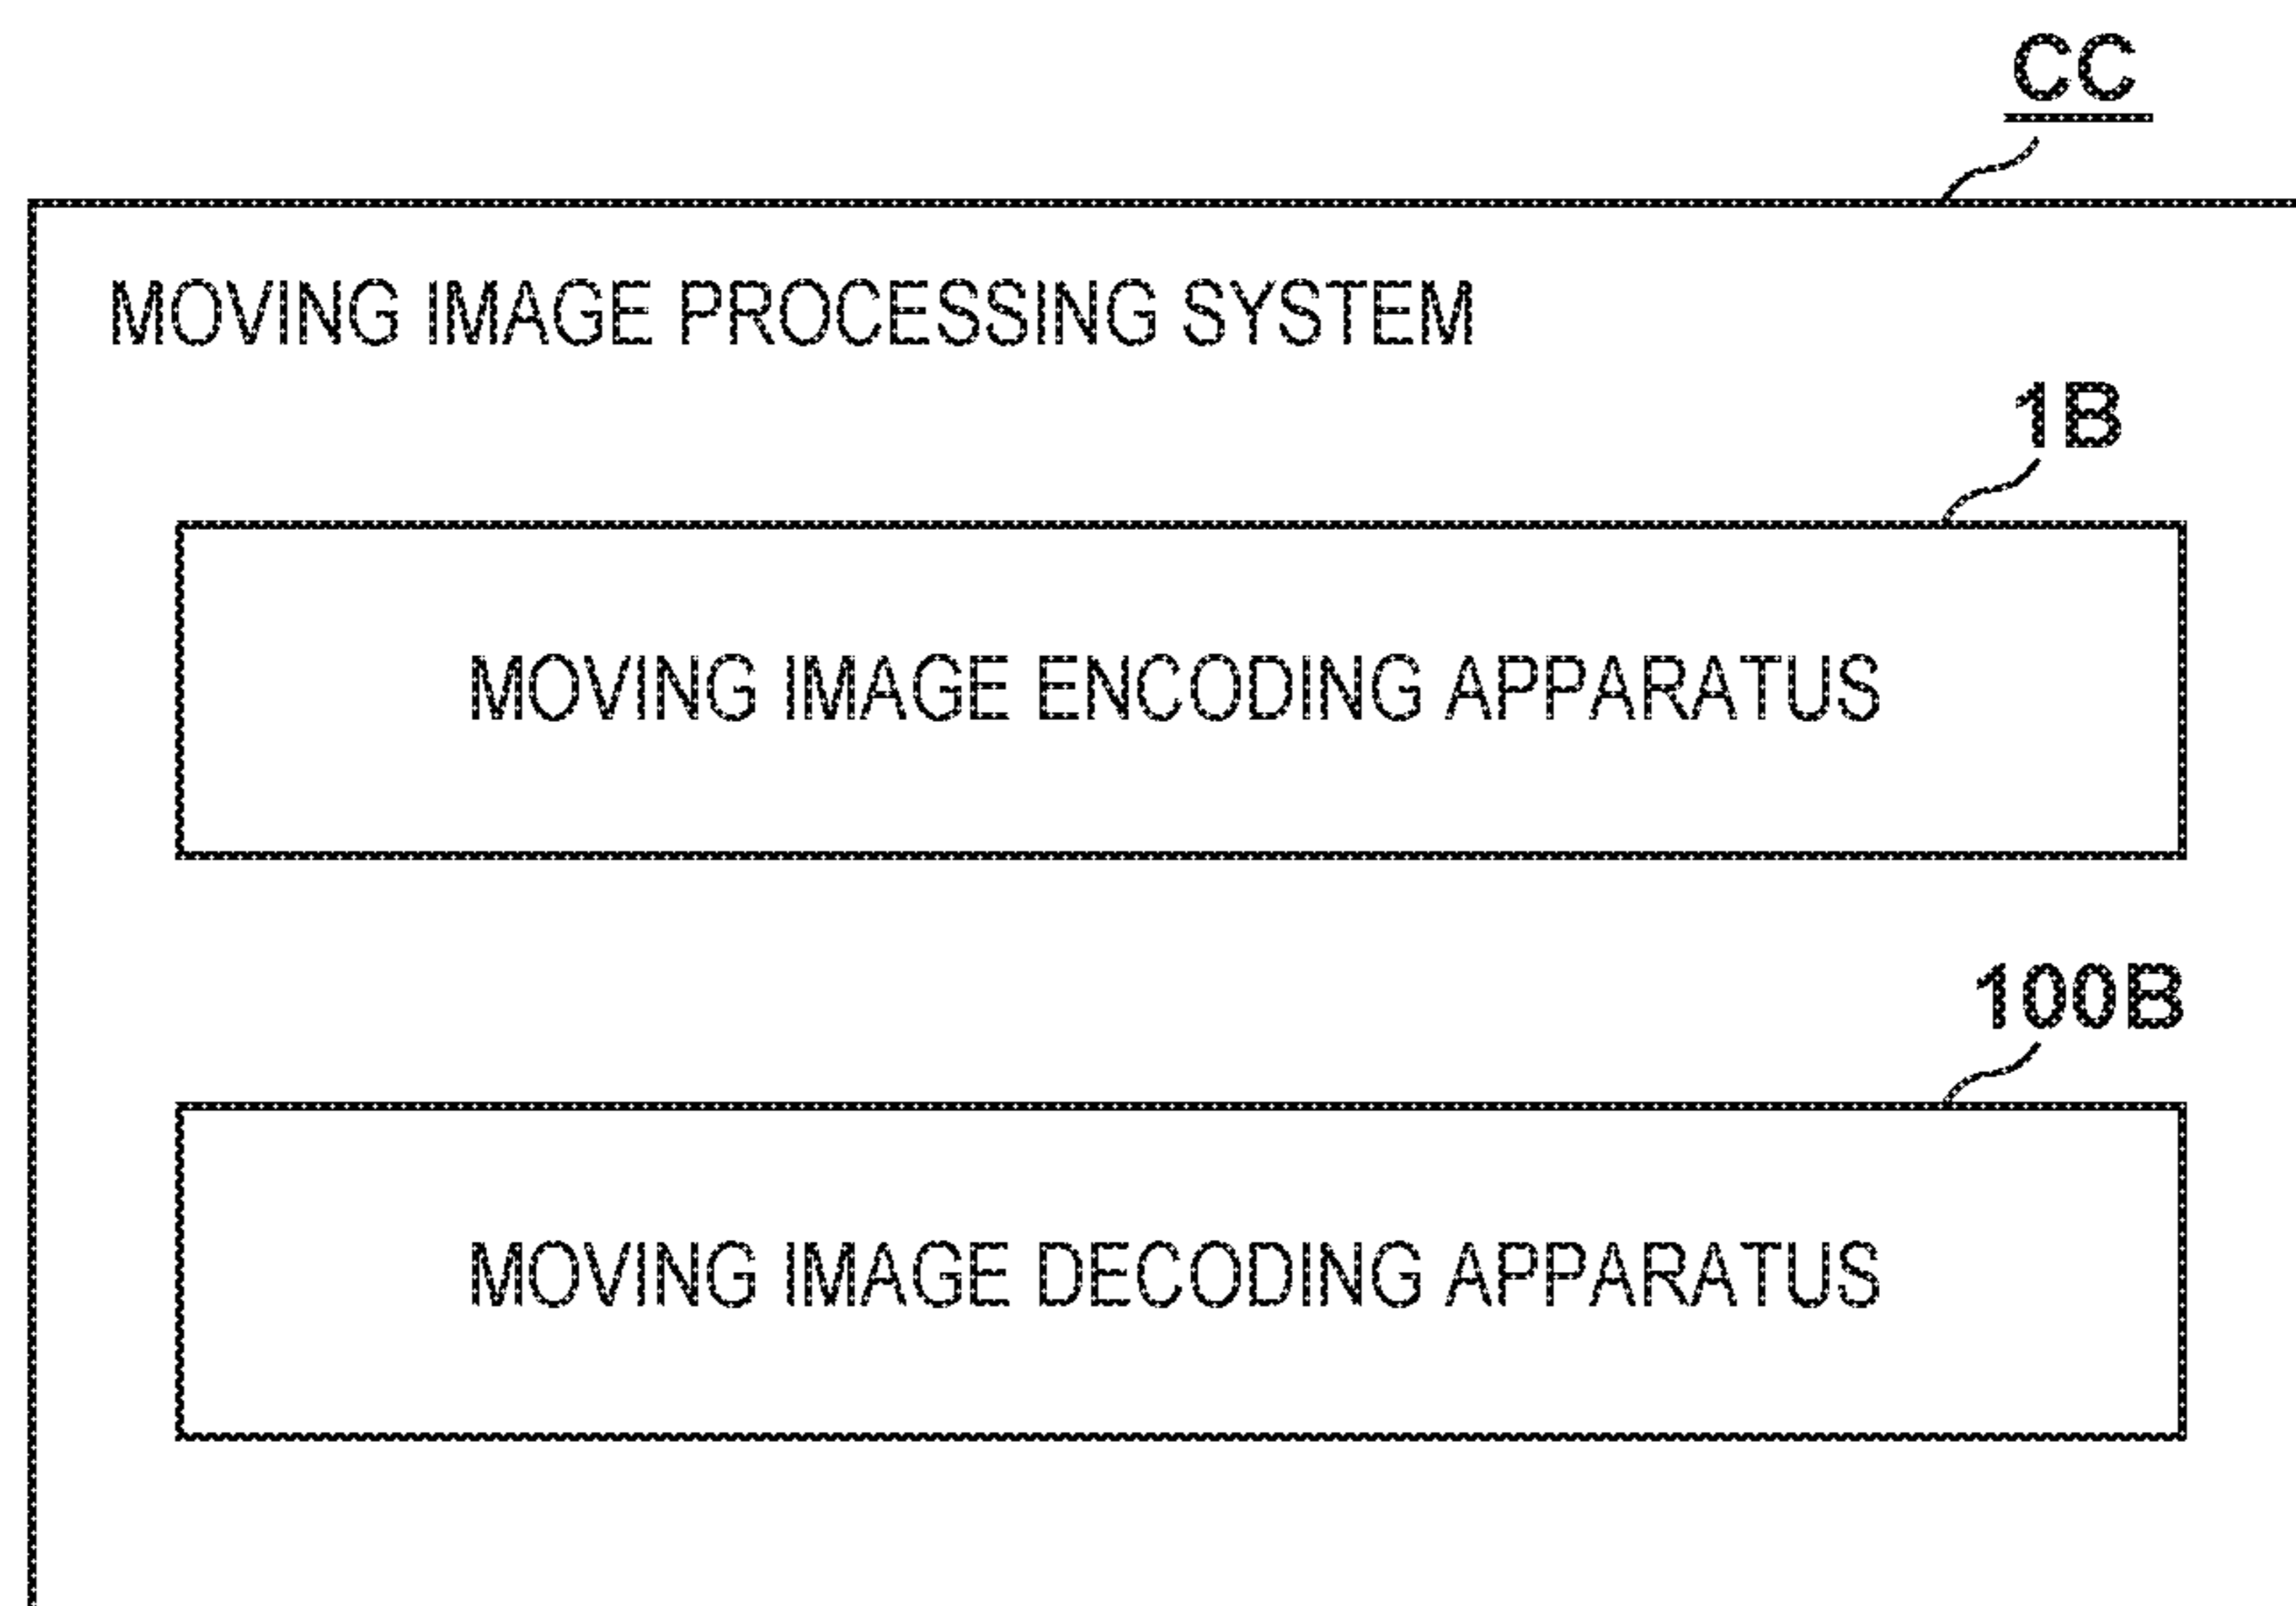 CC
MOVING IMAGE PROCESSING SYSTEM
1B
MOVING IMAGE ENCODING APPARATUS
100B
MOVING IMAGE DECODING APPARATUS